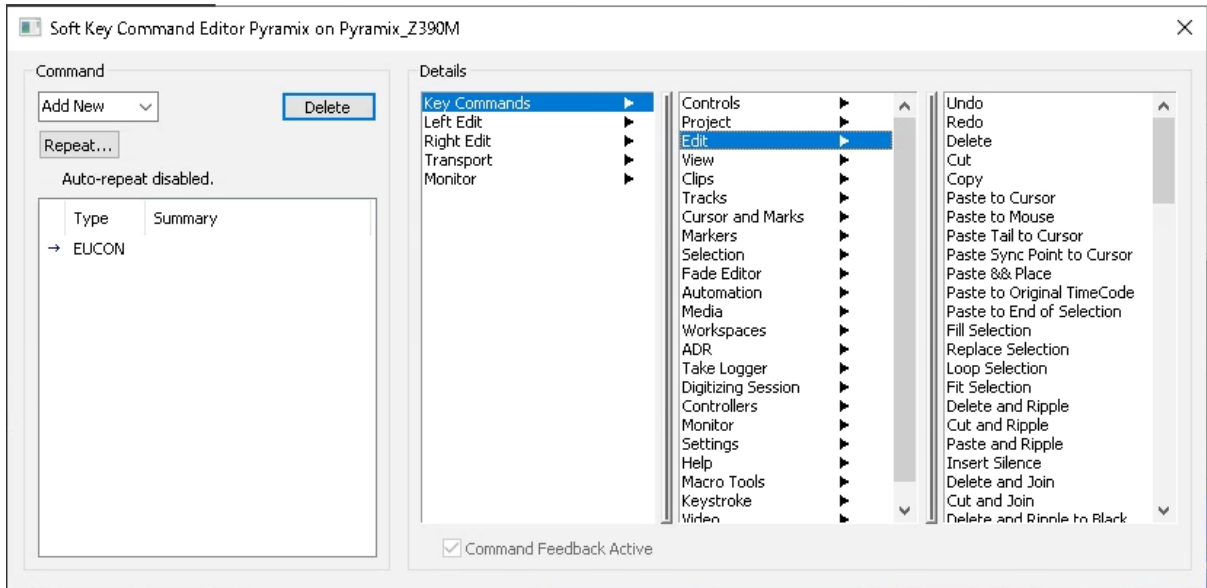 Soft Key Command Editor Pyramix on Pyramix_Z390M
Command
Add New
Delete
Repeat...
Auto-repeat disabled.
Type Summary
→ EUCON
Details
Key Commands
Left Edit
Right Edit
Transport
Monitor
Controls
Project
Edit
View
Clips
Tracks
Cursor and Marks
Markers
Selection
Fade Editor
Automation
Media
Workspaces
ADR
Take Logger
Digitizing Session
Controllers
Monitor
Settings
Help
Macro Tools
Keystroke
Video
Undo
Redo
Delete
Cut
Copy
Paste to Cursor
Paste to Mouse
Paste Tail to Cursor
Paste Sync Point to Cursor
Paste && Place
Paste to Original TimeCode
Paste to End of Selection
Fill Selection
Replace Selection
Loop Selection
Fit Selection
Delete and Ripple
Cut and Ripple
Paste and Ripple
Insert Silence
Delete and Join
Cut and Join
Delete and Ripple to Black
Command Feedback Active